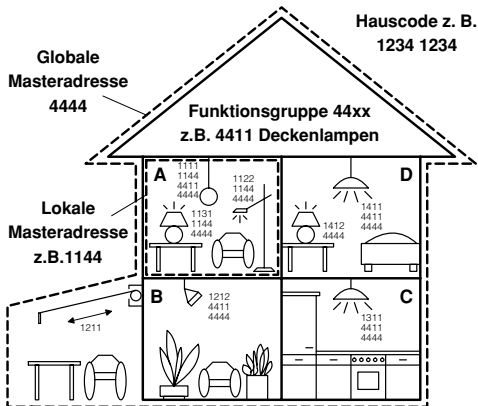 Hauscode z. B.
1234 1234
Globale
Masteradresse
4444
Funktionsgruppe 44xx
z.B. 4411 Deckenlampen
Lokale
Masteradresse
z.B.1144
A
1111
1144
4411
4444
1122
1144
4444
1131
1144
4444
D
1411
4411
4444
1412
4444
B
1212
4411
4444
1211
C
1311
4411
4444